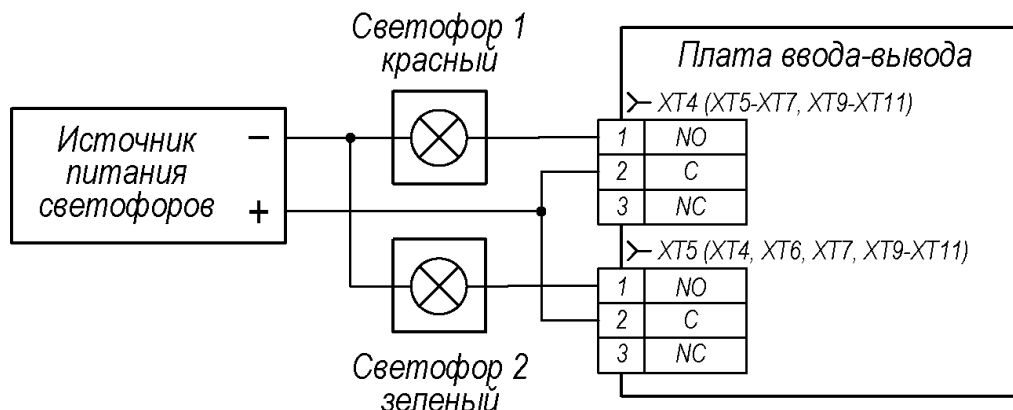 Светофор 1
красный
Плата ввода-вывода
XT4 (XT5-XT7, XT9-XT11)
Источник
питания
светофоров
−
+
1 NO
2 C
3 NC
XT5 (XT4, XT6, XT7, XT9-XT11)
1 NO
2 C
3 NC
Светофор 2
зеленый